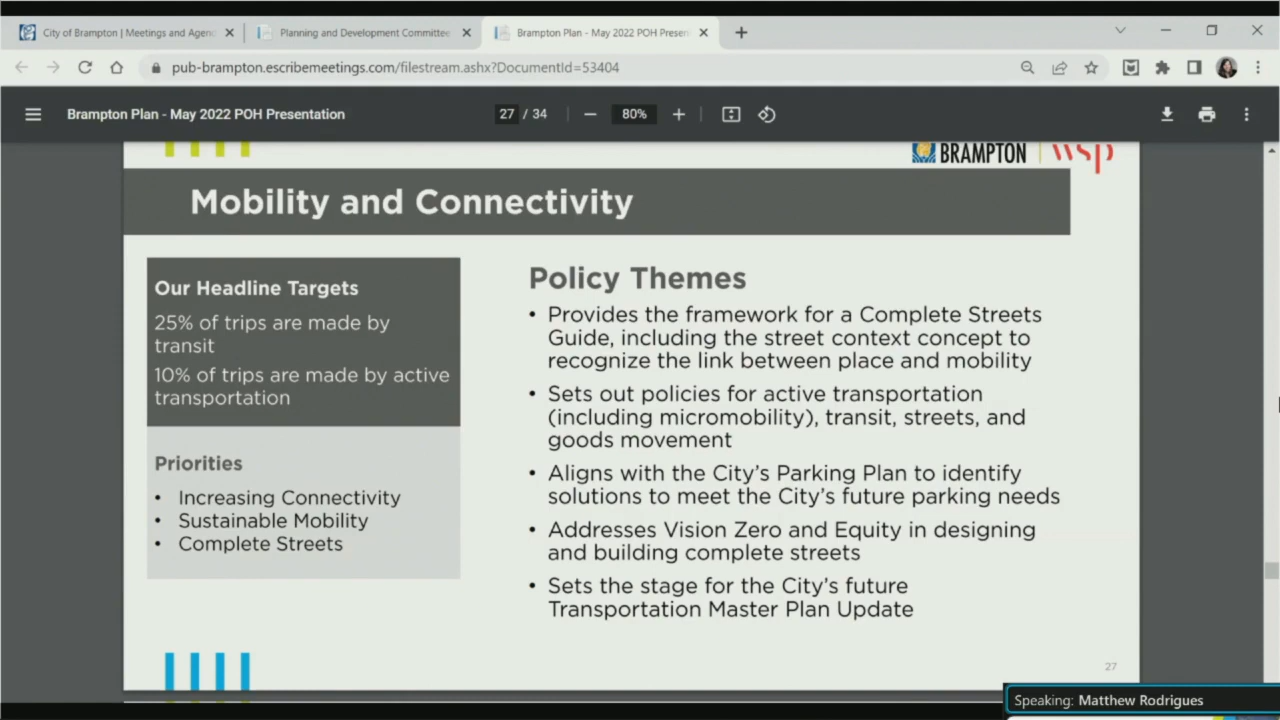 City of Brampton | Meetings and Agen
Planning and Development Committee
Brampton Plan - May 2022 POH Presen
pub-brampton.escribemeetings.com/filestream.ashx?DocumentId=53404
Brampton Plan - May 2022 POH Presentation
27 / 34
80%
BRAMPTON
wsp
Mobility and Connectivity
Our Headline Targets
25% of trips are made by
transit
10% of trips are made by active
transportation
Priorities
• Increasing Connectivity
• Sustainable Mobility
• Complete Streets
Policy Themes
• Provides the framework for a Complete Streets
Guide, including the street context concept to
recognize the link between place and mobility
• Sets out policies for active transportation
(including micromobility), transit, streets, and
goods movement
• Aligns with the City's Parking Plan to identify
solutions to meet the City's future parking needs
• Addresses Vision Zero and Equity in designing
and building complete streets
• Sets the stage for the City's future
Transportation Master Plan Update
27
Speaking: Matthew Rodrigues